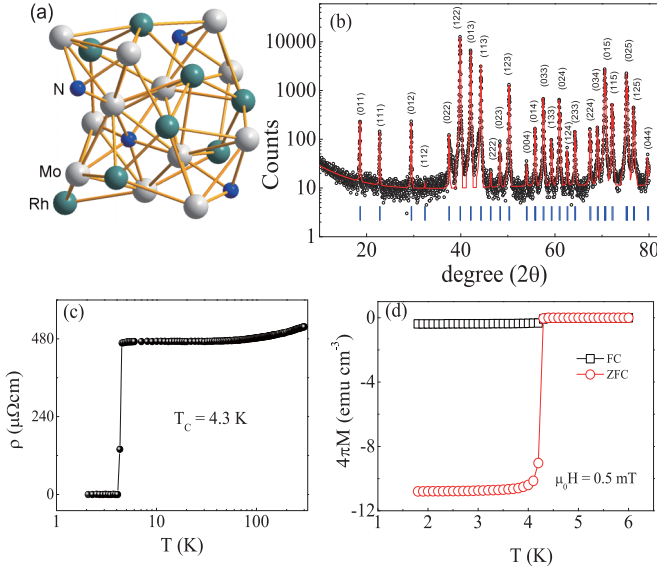 (a)
N
Mo
Rh
(b)
Counts
10000
1000
100
10
1
(011)
(111)
(012)
(112)
(022)
(122)
(013)
(113)
(222)
(023)
(123)
(004)
(014)
(033)
(133)
(024)
(124)
(233)
(224)
(034)
(015)
(115)
(025)
(125)
(044)
20 40 60 80
degree (2θ)
(c)
ρ (μΩcm)
480
240
0
T_C = 4.3 K
1 10 100
T (K)
(d)
4πM (emu cm⁻³)
0
-4
-8
-12
FC
ZFC
μ₀H = 0.5 mT
1 2 3 4 5 6
T (K)